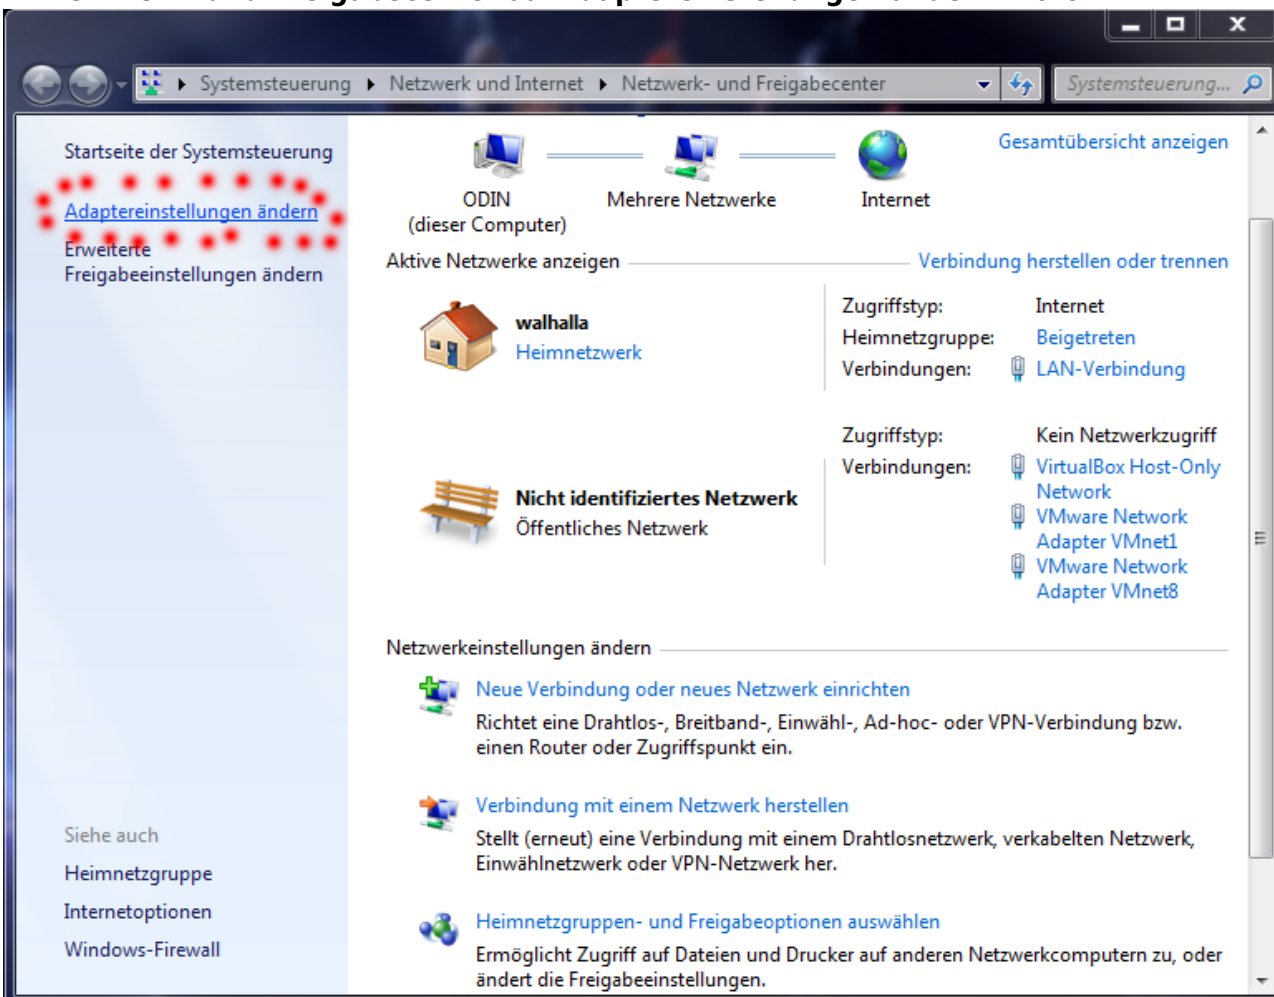 Systemsteuerung Netzwerk und Internet Netzwerk- und Freigabecenter
Systemsteuerung...
Startseite der Systemsteuerung
Adaptereinstellungen ändern
Erweiterte
Freigabeeinstellungen ändern
Gesamtübersicht anzeigen
ODIN
(dieser Computer)
Mehrere Netzwerke
Internet
Aktive Netzwerke anzeigen
Verbindung herstellen oder trennen
walhalla
Heimnetzwerk
Zugriffstyp: Internet
Heimnetzgruppe: Beigetreten
Verbindungen: LAN-Verbindung
Nicht identifiziertes Netzwerk
Öffentliches Netzwerk
Zugriffstyp: Kein Netzwerkzugriff
Verbindungen: VirtualBox Host-Only
Network
VMware Network
Adapter VMnet1
VMware Network
Adapter VMnet8
Netzwerkeinstellungen ändern
Neue Verbindung oder neues Netzwerk einrichten
Richtet eine Drahtlos-, Breitband-, Einwähl-, Ad-hoc- oder VPN-Verbindung bzw.
einen Router oder Zugriffspunkt ein.
Verbindung mit einem Netzwerk herstellen
Stellt (erneut) eine Verbindung mit einem Drahtlosnetzwerk, verkabelten Netzwerk,
Einwählnetzwerk oder VPN-Netzwerk her.
Heimnetzgruppen- und Freigabeoptionen auswählen
Ermöglicht Zugriff auf Dateien und Drucker auf anderen Netzwerkcomputern zu, oder
ändert die Freigabeeinstellungen.
Siehe auch
Heimnetzgruppe
Internetoptionen
Windows-Firewall